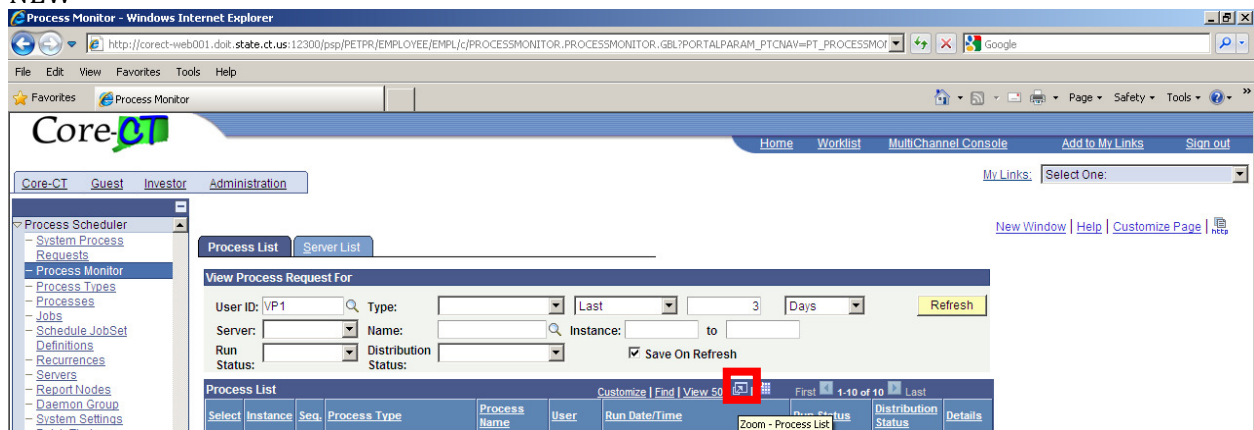 NEW
Process Monitor - Windows Internet Explorer
http://corect-web001.doit.state.ct.us:12300/psp/PETPR/EMPLOYEE/EMPL/c/PROCESSMONITOR.PROCESSMONITOR.GBL?PORTALPARAM_PTCNAV=PT_PROCESSMO
Google
File Edit View Favorites Tools Help
Favorites Process Monitor Page Safety Tools
Core-CT
Home Worklist MultiChannel Console Add to My Links Sign out
Core-CT Guest Investor Administration
My Links: Select One:
Process Scheduler
System Process
Requests
Process Monitor
Process Types
Processes
Jobs
Schedule JobSet
Definitions
Recurrences
Servers
Report Nodes
Daemon Group
System Settings
New Window | Help | Customize Page | http
Process List Server List
View Process Request For
User ID: VP1 Type: Last 3 Days Refresh
Server: Name: Instance: to
Run Status: Distribution Status: Save On Refresh
Process List Customize | Find | View 50 | First 1-10 of 10 Last
Select Instance Seq. Process Type Process Name User Run Date/Time Run Status Distribution Status Details
Zoom - Process List